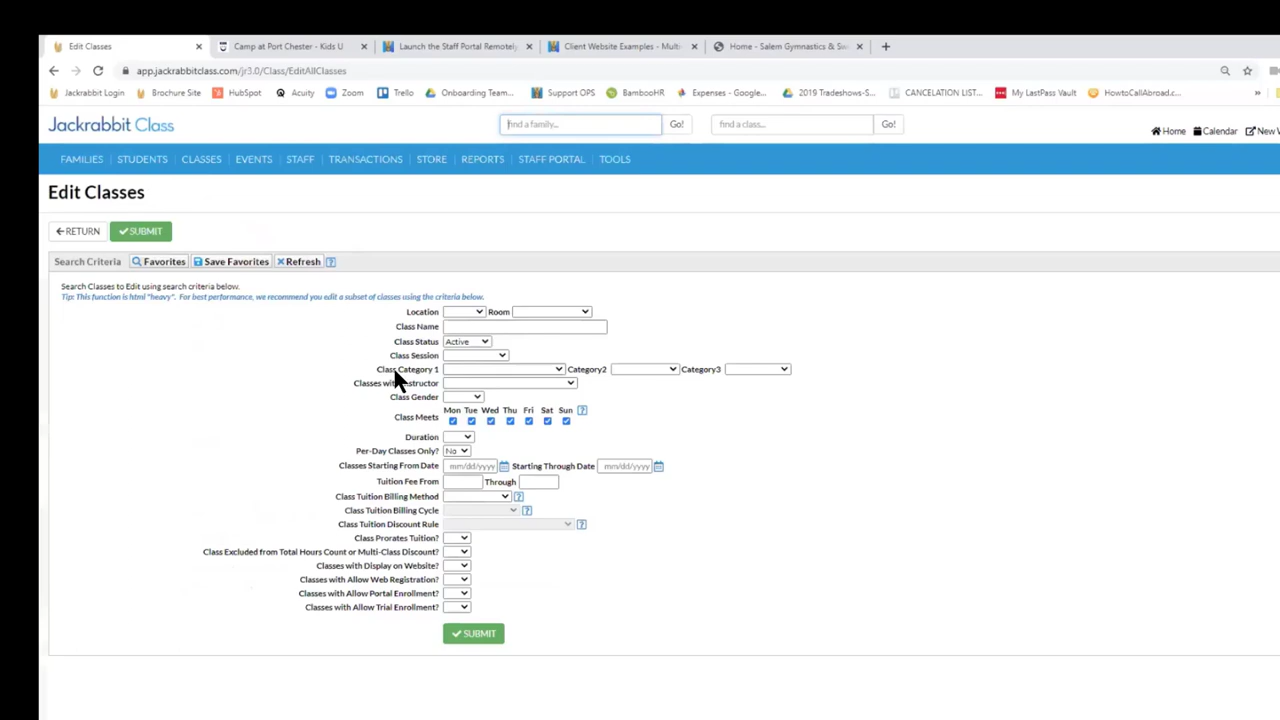 Edit Classes
Camp at Port Chester - Kids U
Launch the Staff Portal Remotely
Client Website Examples - Multi
Home - Salem Gymnastics & Sw
app.jackrabbitclass.com/jr3.0/Class/EditAllClasses
Jackrabbit Login Brochure Site HubSpot Acuity Zoom Trello Onboarding Team... Support OPS BambooHR Expenses - Google... 2019 Tradeshows-S... CANCELATION LIST... My LastPass Vault HowtoCallAbroad.c... »
Jackrabbit Class find a family... Go! find a class... Go!
Home Calendar New W
FAMILIES STUDENTS CLASSES EVENTS STAFF TRANSACTIONS STORE REPORTS STAFF PORTAL TOOLS
Edit Classes
RETURN SUBMIT
Search Criteria Favorites Save Favorites Refresh ?
Search Classes to Edit using search criteria below.
Tip: This function is html "heavy". For best performance, we recommend you edit a subset of classes using the criteria below.
Location Room
Class Name
Class Status Active
Class Session
Class Category 1 Category2 Category3
Classes with Instructor
Class Gender
Mon Tue Wed Thu Fri Sat Sun ?
Class Meets
Duration
Per-Day Classes Only? No
Classes Starting From Date mm/dd/yyyy Starting Through Date mm/dd/yyyy
Tuition Fee From Through
Class Tuition Billing Method ?
Class Tuition Billing Cycle ?
Class Tuition Discount Rule ?
Class Prorates Tuition?
Class Excluded from Total Hours Count or Multi-Class Discount?
Classes with Display on Website?
Classes with Allow Web Registration?
Classes with Allow Portal Enrollment?
Classes with Allow Trial Enrollment?
SUBMIT